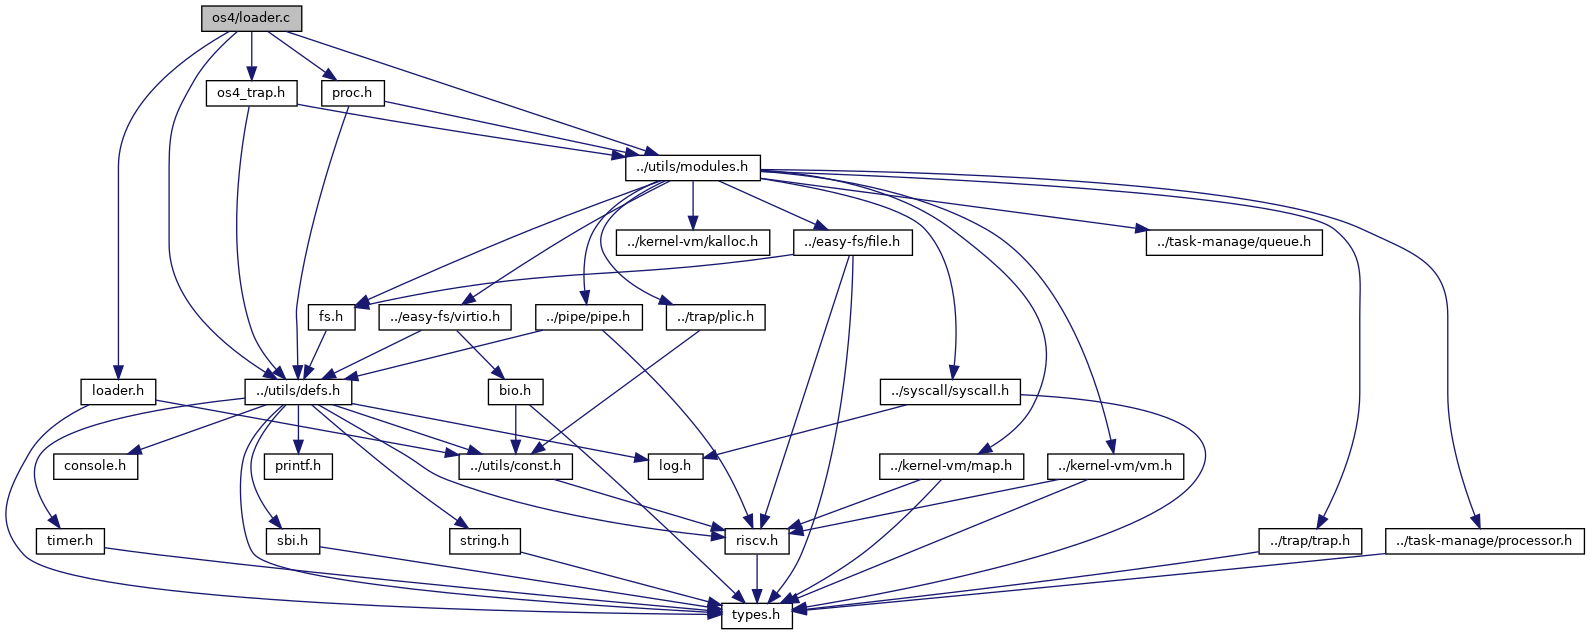 os4/loader.c
os4_trap.h
proc.h
../utils/modules.h
../kernel-vm/kalloc.h
../easy-fs/file.h
../task-manage/queue.h
fs.h
../easy-fs/virtio.h
../pipe/pipe.h
../trap/plic.h
loader.h
../utils/defs.h
bio.h
../syscall/syscall.h
console.h
printf.h
../utils/const.h
log.h
../kernel-vm/map.h
../kernel-vm/vm.h
timer.h
sbi.h
string.h
riscv.h
../trap/trap.h
../task-manage/processor.h
types.h